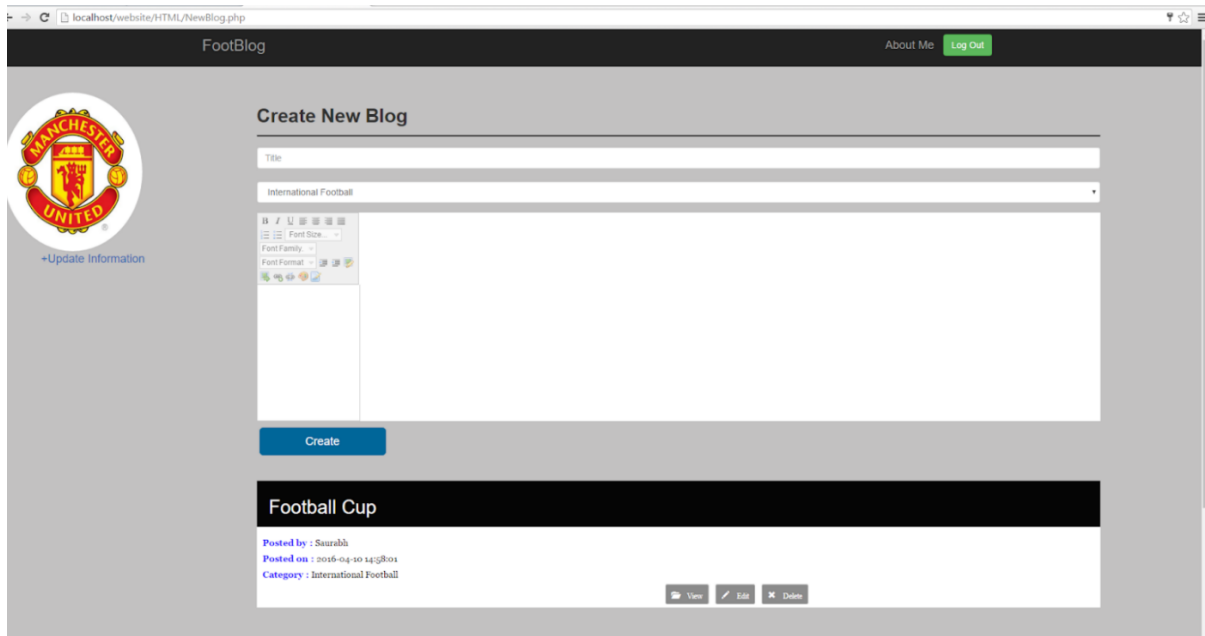 localhost/website/HTML/NewBlog.php
FootBlog
About Me
Log Out
MANCHESTER
UNITED
®
+Update Information
Create New Blog
Title
International Football
B I U
Font Size...
Font Family.
Font Format
Create
Football Cup
Posted by : Saurabh
Posted on : 2016-04-10 14:58:01
Category : International Football
View Edit Delete